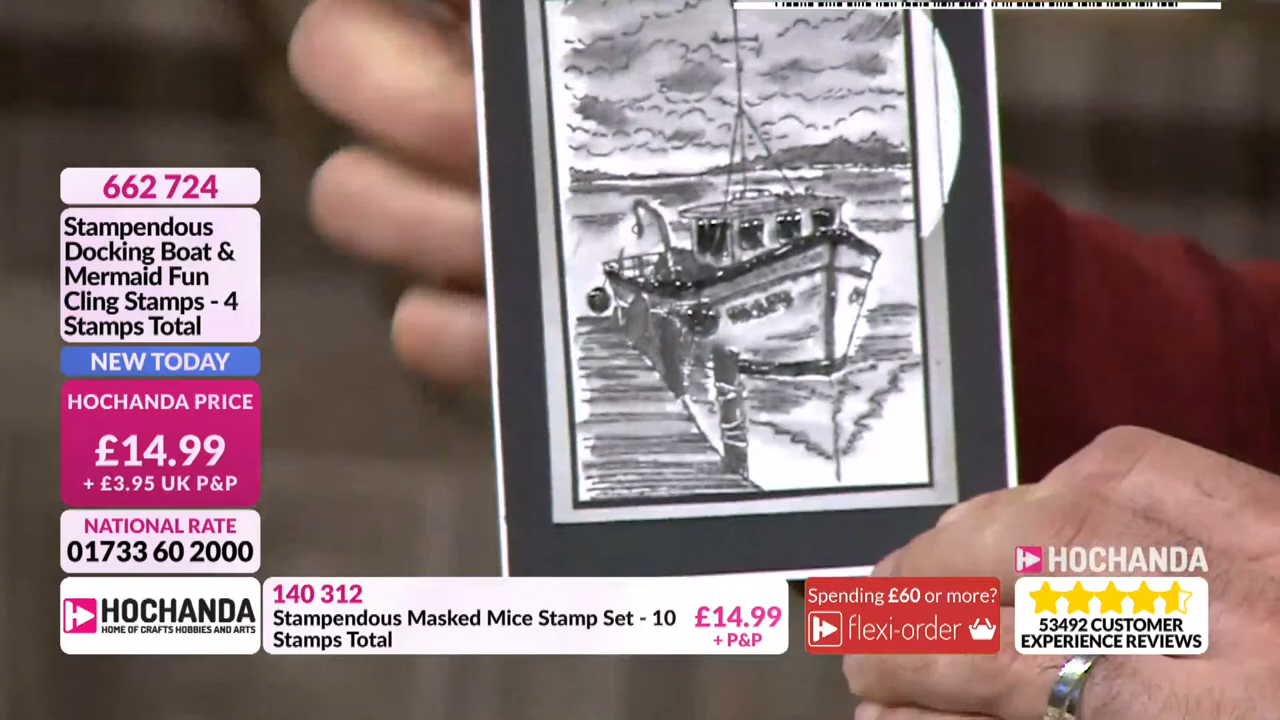 662 724
Stampendous
Docking Boat &
Mermaid Fun
Cling Stamps - 4
Stamps Total
NEW TODAY
HOCHANDA PRICE
£14.99
+ £3.95 UK P&P
NATIONAL RATE
01733 60 2000
HOCHANDA
HOME OF CRAFTS HOBBIES AND ARTS
140 312
Stampendous Masked Mice Stamp Set - 10
Stamps Total
£14.99
+ P&P
Spending £60 or more?
flexi-order
HOCHANDA
53492 CUSTOMER
EXPERIENCE REVIEWS